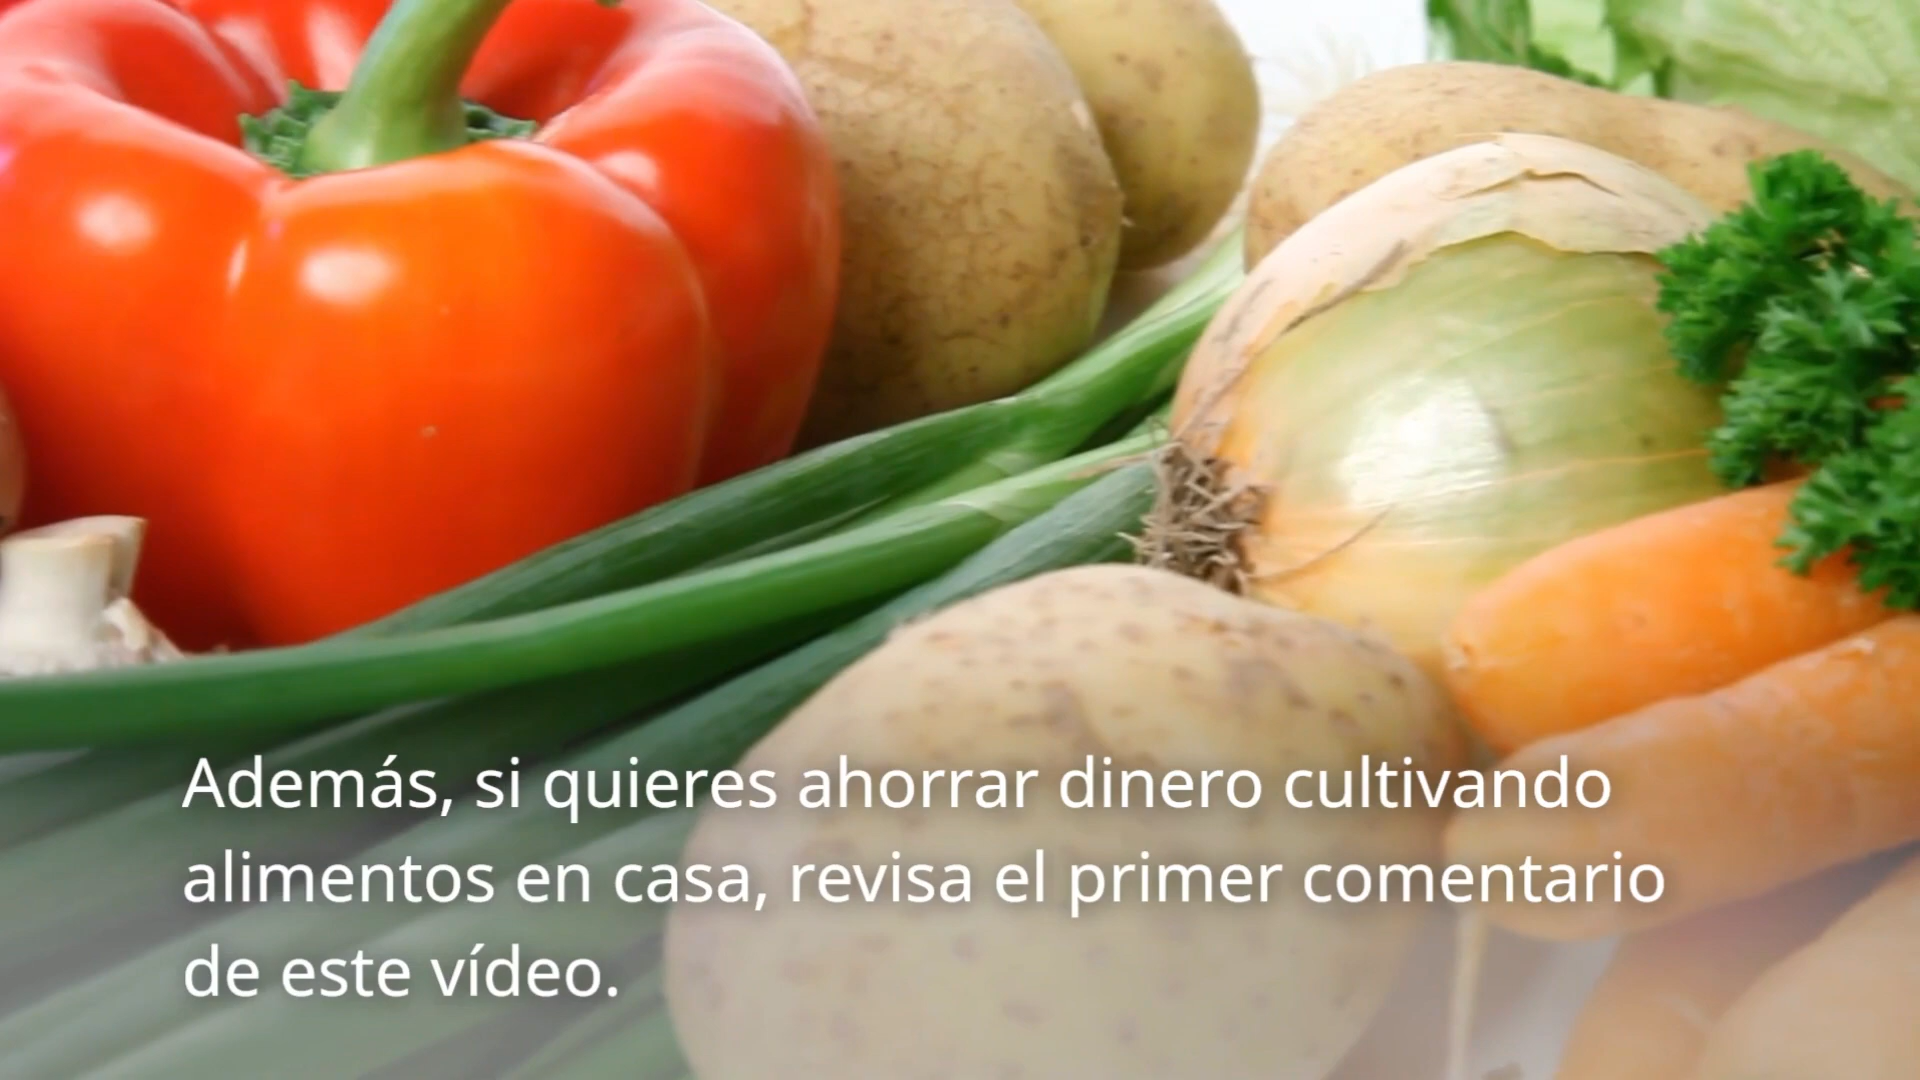 Además, si quieres ahorrar dinero cultivando
alimentos en casa, revisa el primer comentario
de este vídeo.